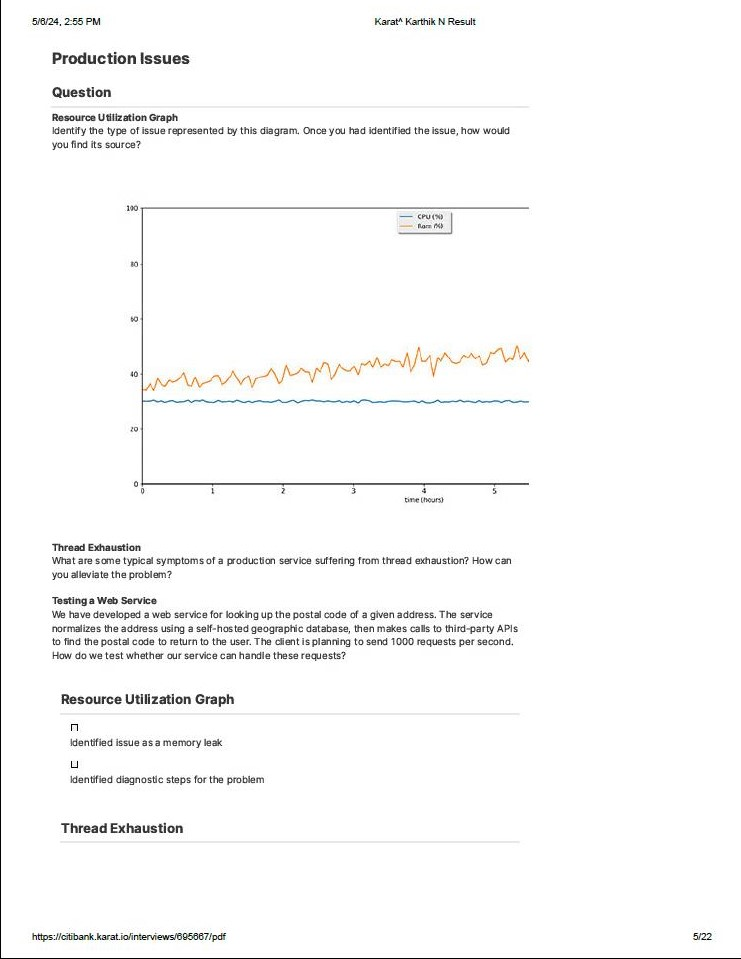 5/6/24, 2:55 PM
Karat^ Karthik N Result
Production Issues
Question
Resource Utilization Graph
Identify the type of issue represented by this diagram. Once you had identified the issue, how would
you find its source?
100
80
60
40
20
0
CPU (%)
Ram (%)
0 1 2 3 4 5
time (hours)
Thread Exhaustion
What are some typical symptoms of a production service suffering from thread exhaustion? How can
you alleviate the problem?
Testing a Web Service
We have developed a web service for looking up the postal code of a given address. The service
normalizes the address using a self-hosted geographic database, then makes calls to third-party APIs
to find the postal code to return to the user. The client is planning to send 1000 requests per second.
How do we test whether our service can handle these requests?
Resource Utilization Graph
Identified issue as a memory leak
Identified diagnostic steps for the problem
Thread Exhaustion
https://citibank.karat.io/interviews/695667/pdf
5/22